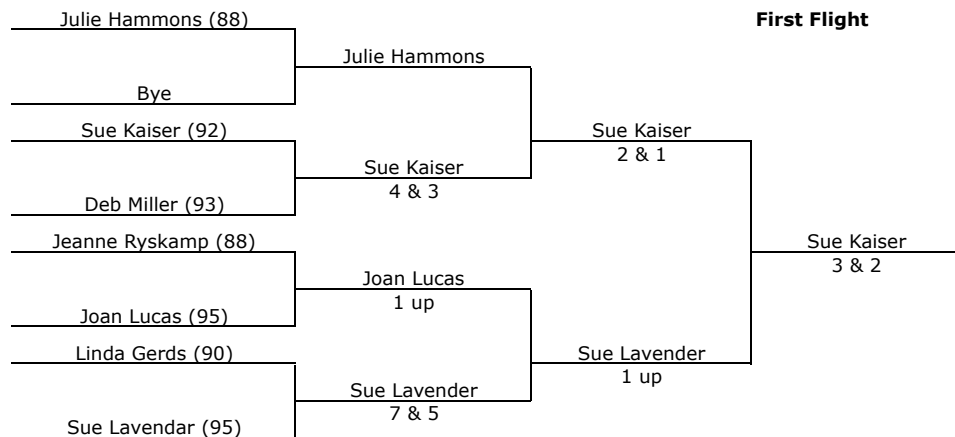 Julie Hammons (88)
First Flight
Julie Hammons
Bye
Sue Kaiser (92)
Sue Kaiser
2 & 1
Sue Kaiser
4 & 3
Deb Miller (93)
Jeanne Ryskamp (88)
Sue Kaiser
3 & 2
Joan Lucas
1 up
Joan Lucas (95)
Linda Gerds (90)
Sue Lavender
1 up
Sue Lavender
7 & 5
Sue Lavendar (95)